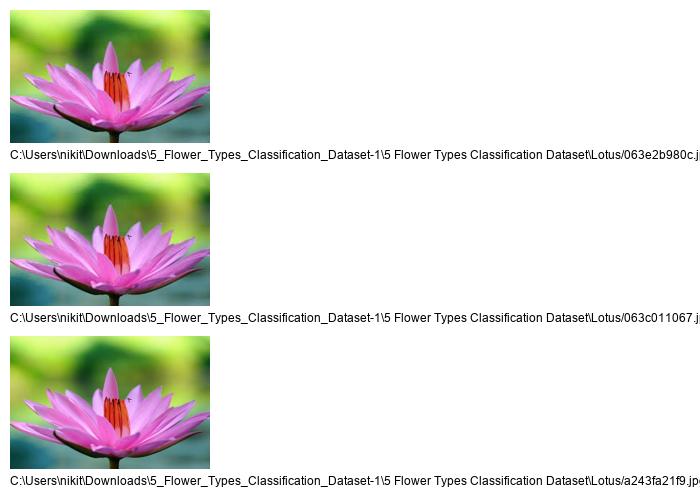 C:\Users\nikit\Downloads\5_Flower_Types_Classification_Dataset-1\5 Flower Types Classification Dataset\Lotus/063e2b980c.j
C:\Users\nikit\Downloads\5_Flower_Types_Classification_Dataset-1\5 Flower Types Classification Dataset\Lotus/063c011067.j
C:\Users\nikit\Downloads\5_Flower_Types_Classification_Dataset-1\5 Flower Types Classification Dataset\Lotus/a243fa21f9.jp